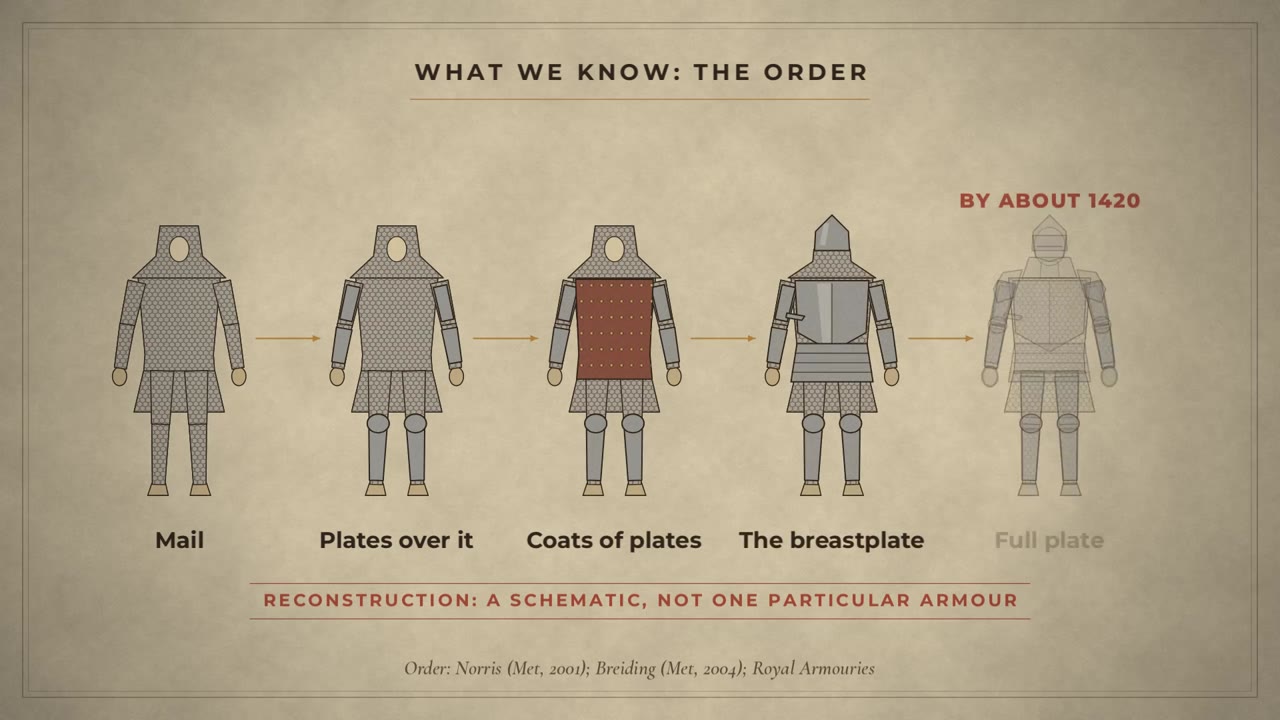 WHAT WE KNOW: THE ORDER
BY ABOUT 1420
Mail
Plates over it
Coats of plates
The breastplate
Full plate
RECONSTRUCTION: A SCHEMATIC, NOT ONE PARTICULAR ARMOUR
Order: Norris (Met, 2001); Breiding (Met, 2004); Royal Armouries